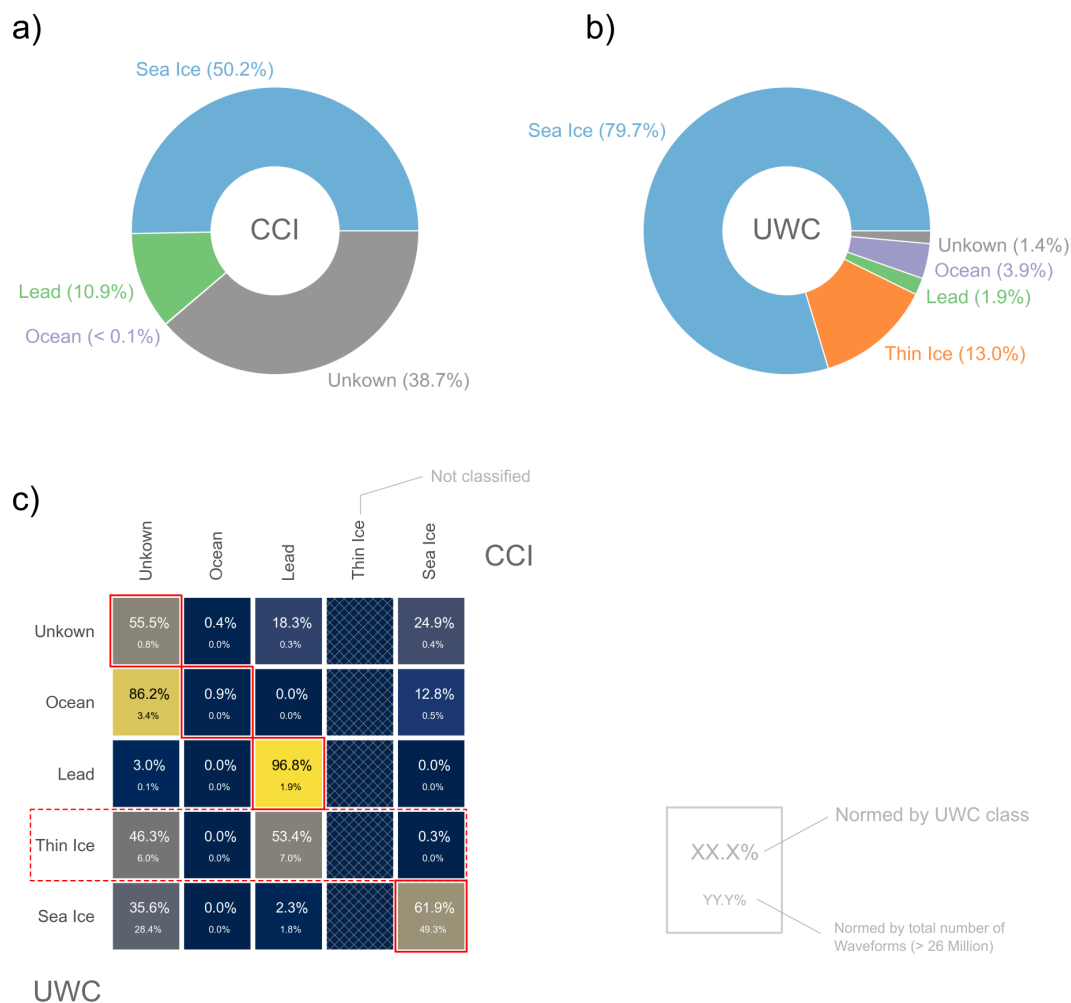 a)
b)
Sea Ice (50.2%)
Sea Ice (79.7%)
CCI
UWC
Unkown (1.4%)
Ocean (3.9%)
Lead (10.9%)
Lead (1.9%)
Ocean (< 0.1%)
Thin Ice (13.0%)
Unkown (38.7%)
Not classified
c)
Unkown
Ocean
Lead
Thin Ice
Sea Ice
CCI
Unkown 55.5% 0.4% 18.3% 24.9%
0.8% 0.0% 0.3% 0.4%
Ocean 86.2% 0.9% 0.0% 12.8%
3.4% 0.0% 0.0% 0.5%
Lead 3.0% 0.0% 96.8% 0.0%
0.1% 0.0% 1.9% 0.0%
Thin Ice 46.3% 0.0% 53.4% 0.3%
6.0% 0.0% 7.0% 0.0%
Sea Ice 35.6% 0.0% 2.3% 61.9%
28.4% 0.0% 1.8% 49.3%
UWC
Normed by UWC class
XX.X%
YY.Y%
Normed by total number of
Waveforms (> 26 Million)